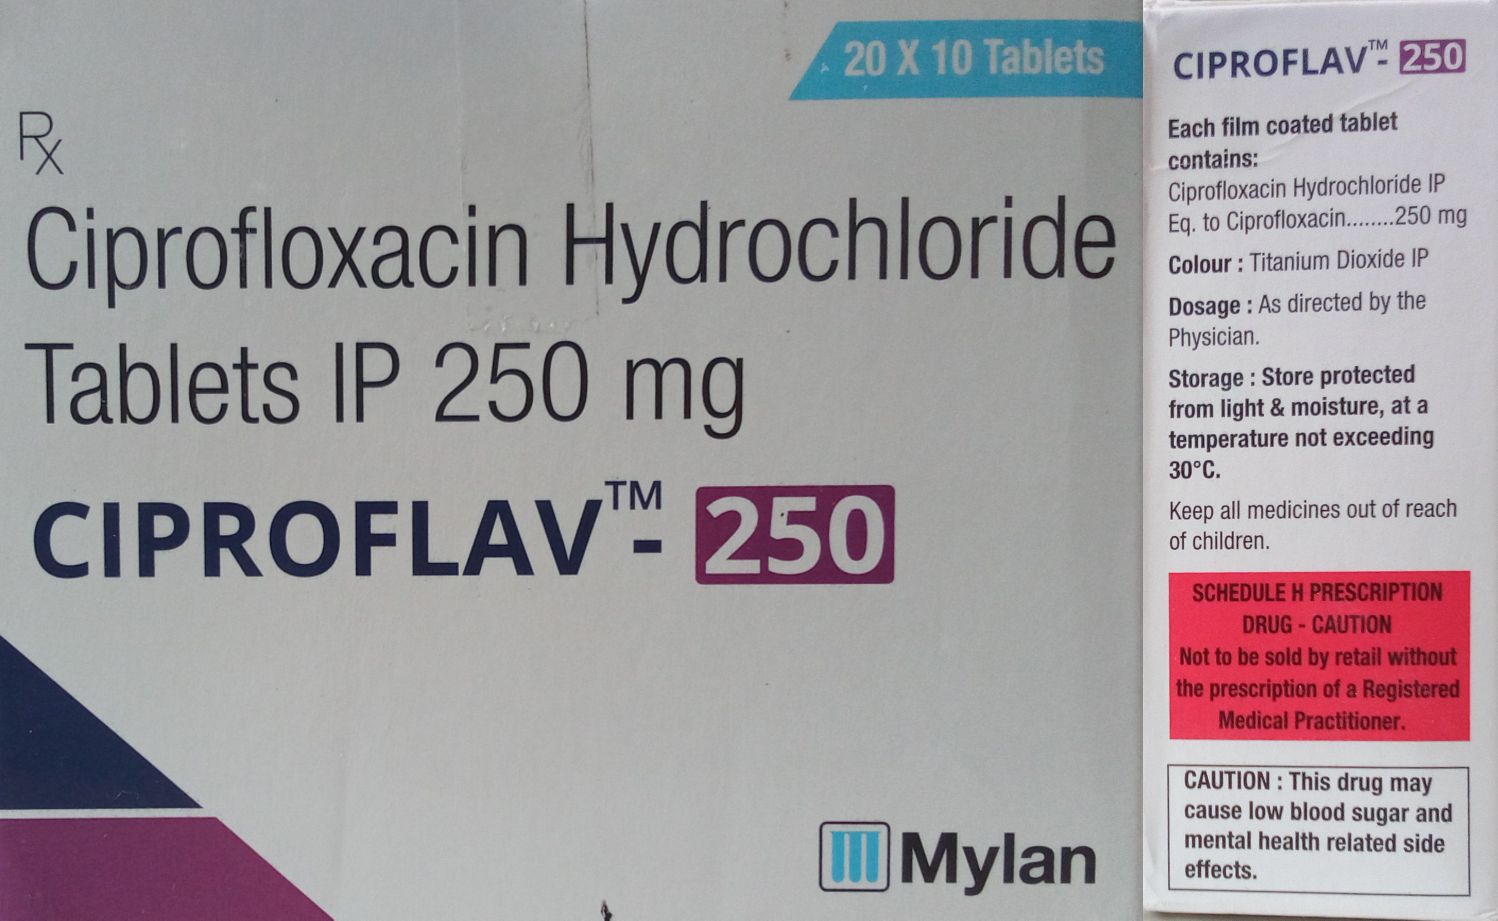 20 X 10 Tablets
Rx
Ciprofloxacin Hydrochloride
Tablets IP 250 mg
CIPROFLAV™ - 250
Mylan
CIPROFLAV™ - 250
Each film coated tablet
contains:
Ciprofloxacin Hydrochloride IP
Eq. to Ciprofloxacin........250 mg
Colour : Titanium Dioxide IP
Dosage : As directed by the
Physician.
Storage : Store protected
from light & moisture, at a
temperature not exceeding
30°C.
Keep all medicines out of reach
of children.
SCHEDULE H PRESCRIPTION
DRUG - CAUTION
Not to be sold by retail without
the prescription of a Registered
Medical Practitioner.
CAUTION : This drug may
cause low blood sugar and
mental health related side
effects.